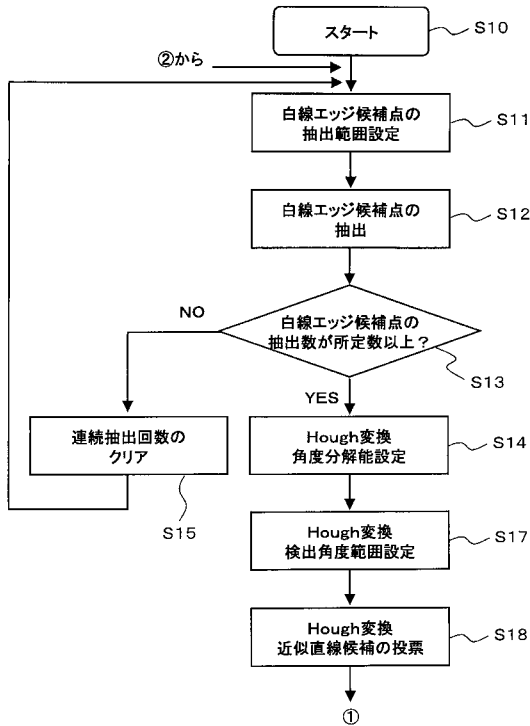 スタート
S10
②から
白線エッジ候補点の
抽出範囲設定
S11
白線エッジ候補点の
抽出
S12
白線エッジ候補点の
抽出数が所定数以上？
S13
NO
YES
連続抽出回数の
クリア
S15
Hough変換
角度分解能設定
S14
Hough変換
検出角度範囲設定
S17
Hough変換
近似直線候補の投票
S18
①